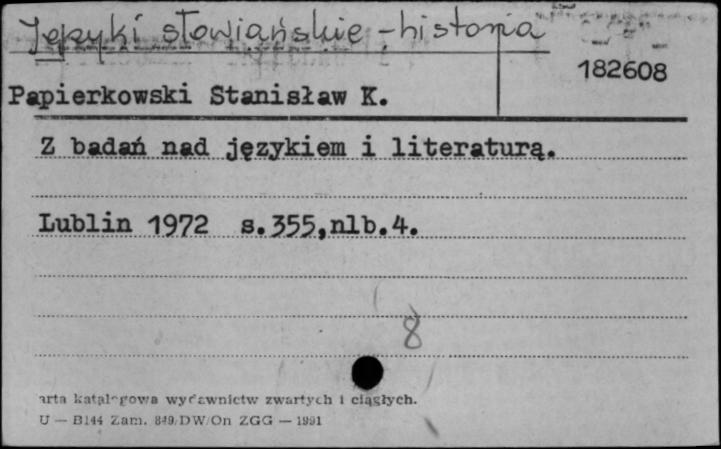 Języki słowiańskie - historia
182608
Papierkowski Stanisław K.
Z badań nad językiem i literaturą.
Lublin 1972 s.355,nlb.4.
8
arta katalogowa wydawnictw zwartych i ciągłych.
U — B144 Zam. 849/DW/On ZGG — 1991